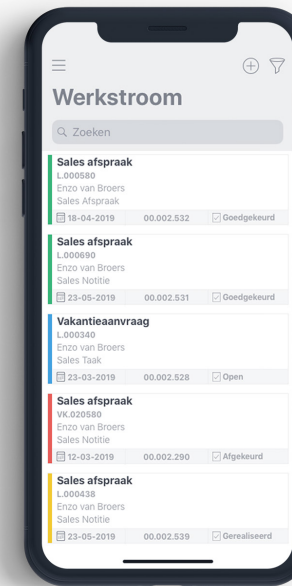 Werkstroom
Zoeken
Sales afspraak
L.000580
Enzo van Broers
Sales Afspraak
18-04-2019 00.002.532 Goedgekeurd
Sales afspraak
L.000690
Enzo van Broers
Sales Notitie
23-05-2019 00.002.531 Goedgekeurd
Vakantieaanvraag
L.000340
Enzo van Broers
Sales Taak
23-03-2019 00.002.528 Open
Sales afspraak
VK.020580
Enzo van Broers
Sales Notitie
12-03-2019 00.002.290 Afgekeurd
Sales afspraak
L.000438
Enzo van Broers
Sales Notitie
23-05-2019 00.002.539 Gerealiseerd